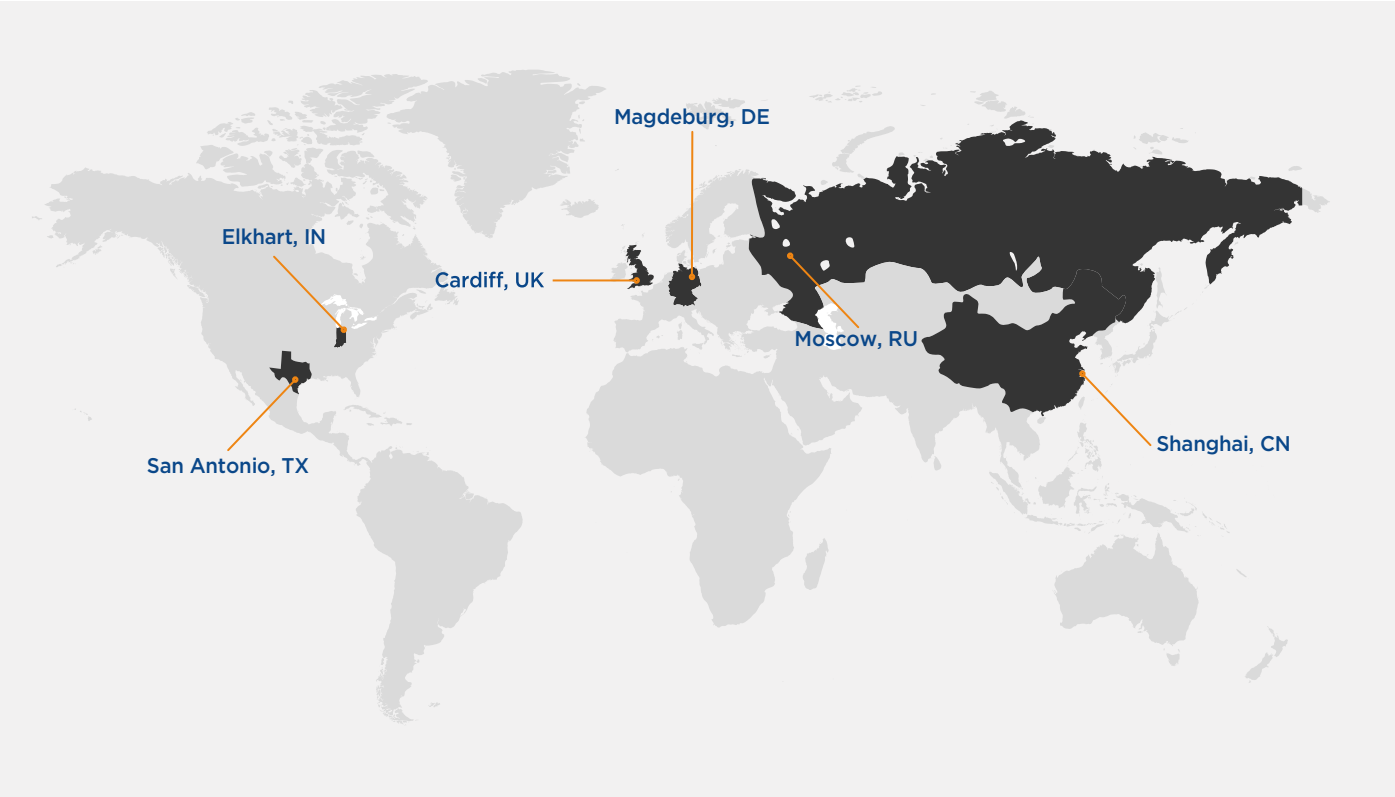 Magdeburg, DE
Elkhart, IN
Cardiff, UK
Moscow, RU
San Antonio, TX
Shanghai, CN